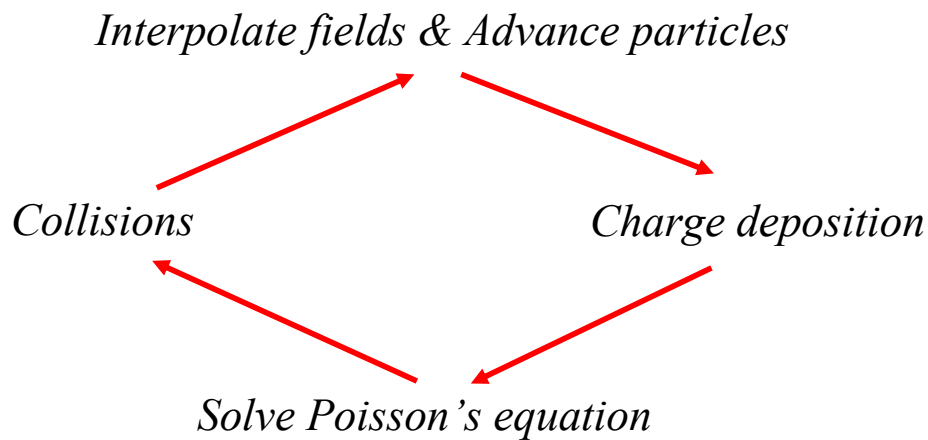 Interpolate fields & Advance particles
Collisions
Charge deposition
Solve Poisson’s equation